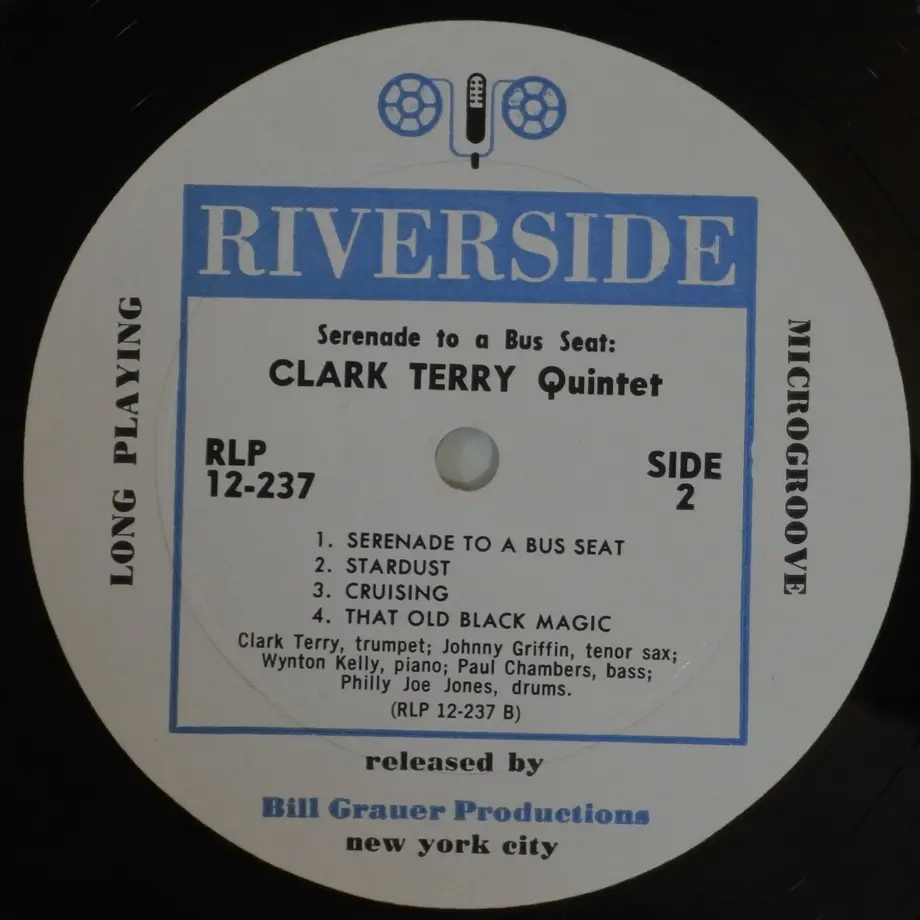 RIVERSIDE
Serenade to a Bus Seat:
CLARK TERRY Quintet
LONG PLAYING
MICROGROOVE
RLP
12-237
SIDE
2
1. SERENADE TO A BUS SEAT
2. STARDUST
3. CRUISING
4. THAT OLD BLACK MAGIC
Clark Terry, trumpet; Johnny Griffin, tenor sax;
Wynton Kelly, piano; Paul Chambers, bass;
Philly Joe Jones, drums.
(RLP 12-237 B)
released by
Bill Grauer Productions
new york city